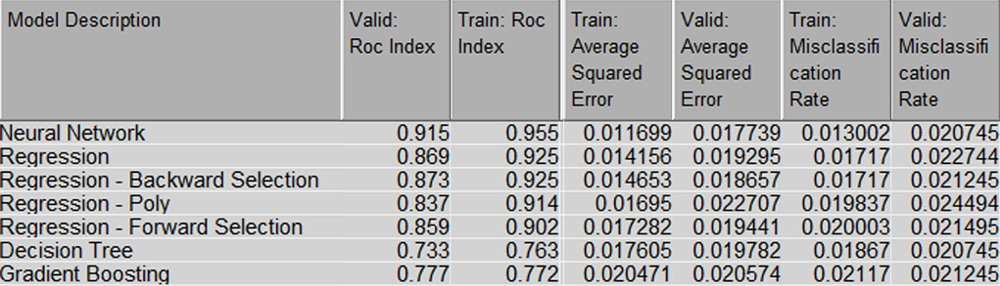 Model Description Valid: Roc Index Train: Roc Index Train: Average Squared Error Valid: Average Squared Error Train: Misclassifi cation Rate Valid: Misclassifi cation Rate
Neural Network 0.915 0.955 0.011699 0.017739 0.013002 0.020745
Regression 0.869 0.925 0.014156 0.019295 0.01717 0.022744
Regression - Backward Selection 0.873 0.925 0.014653 0.018657 0.01717 0.021245
Regression - Poly 0.837 0.914 0.01695 0.022707 0.019837 0.024494
Regression - Forward Selection 0.859 0.902 0.017282 0.019441 0.020003 0.021495
Decision Tree 0.733 0.763 0.017605 0.019782 0.01867 0.020745
Gradient Boosting 0.777 0.772 0.020471 0.020574 0.02117 0.021245